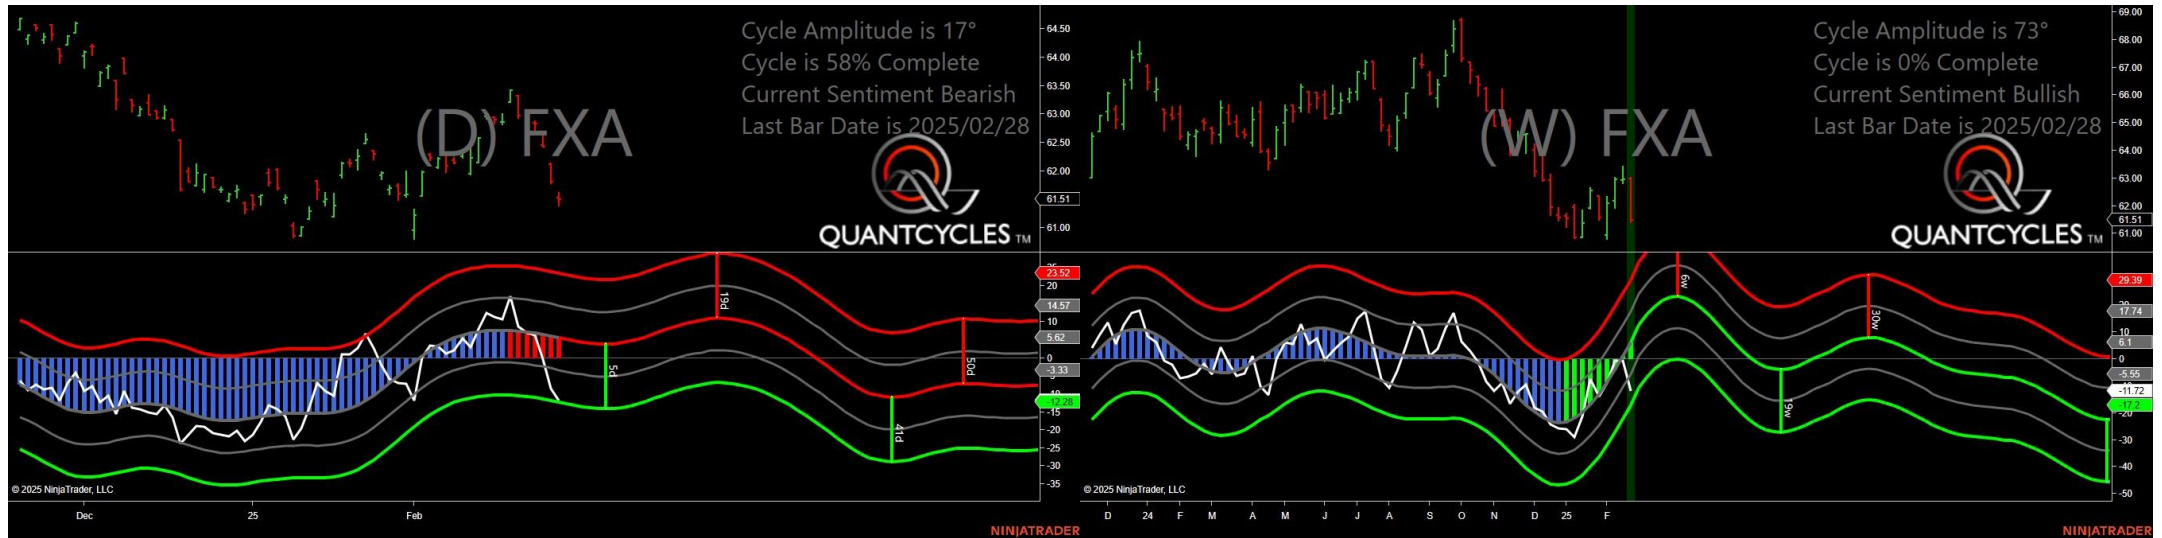 Cycle Amplitude is 17°
Cycle is 58% Complete
Current Sentiment Bearish
Last Bar Date is 2025/02/28
(D) FXA
QUANTCYCLES TM
64.50
64.00
63.50
63.00
62.50
62.00
61.51
61.00
23.52
20
14.57
10
5.62
0
-3.33
-12.28
-15
-20
-25
-30
-35
19d
5d
50d
41d
© 2025 NinjaTrader, LLC
Dec
25
Feb
NINJATRADER
Cycle Amplitude is 73°
Cycle is 0% Complete
Current Sentiment Bullish
Last Bar Date is 2025/02/28
(W) FXA
QUANTCYCLES TM
69.00
68.00
67.00
66.00
65.00
64.00
63.00
62.00
61.51
61.00
29.39
17.74
10
6.1
0
-5.55
-11.72
-17.2
-30
-40
-50
6w
30w
19w
© 2025 NinjaTrader, LLC
D 24 F M A M J J A S O N D 25 F
NINJATRADER